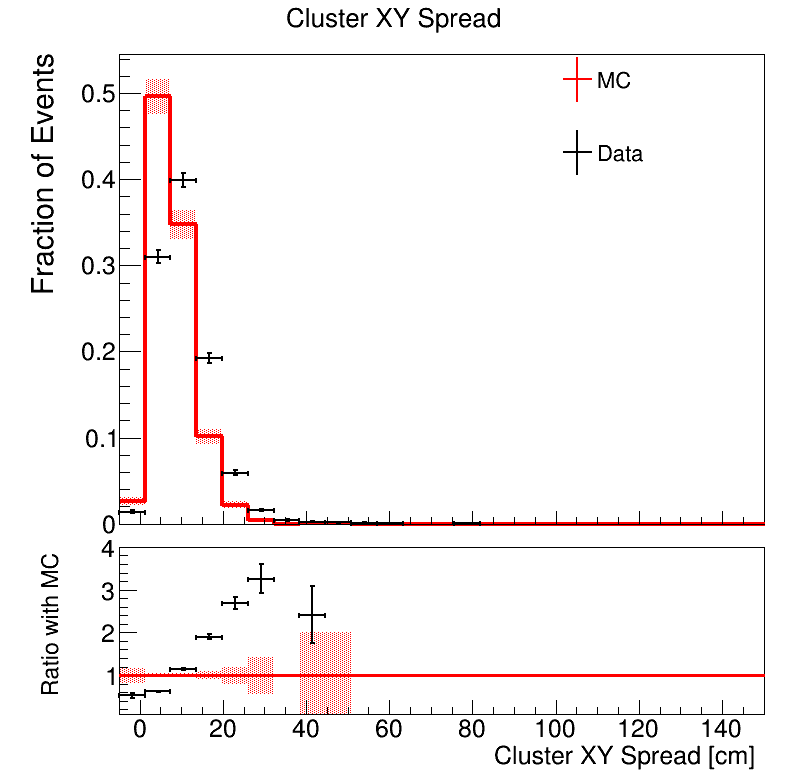 Cluster XY Spread
Fraction of Events
0.5
0.4
0.3
0.2
0.1
0
MC
Data
Ratio with MC
4
3
2
1
0 20 40 60 80 100 120 140
Cluster XY Spread [cm]